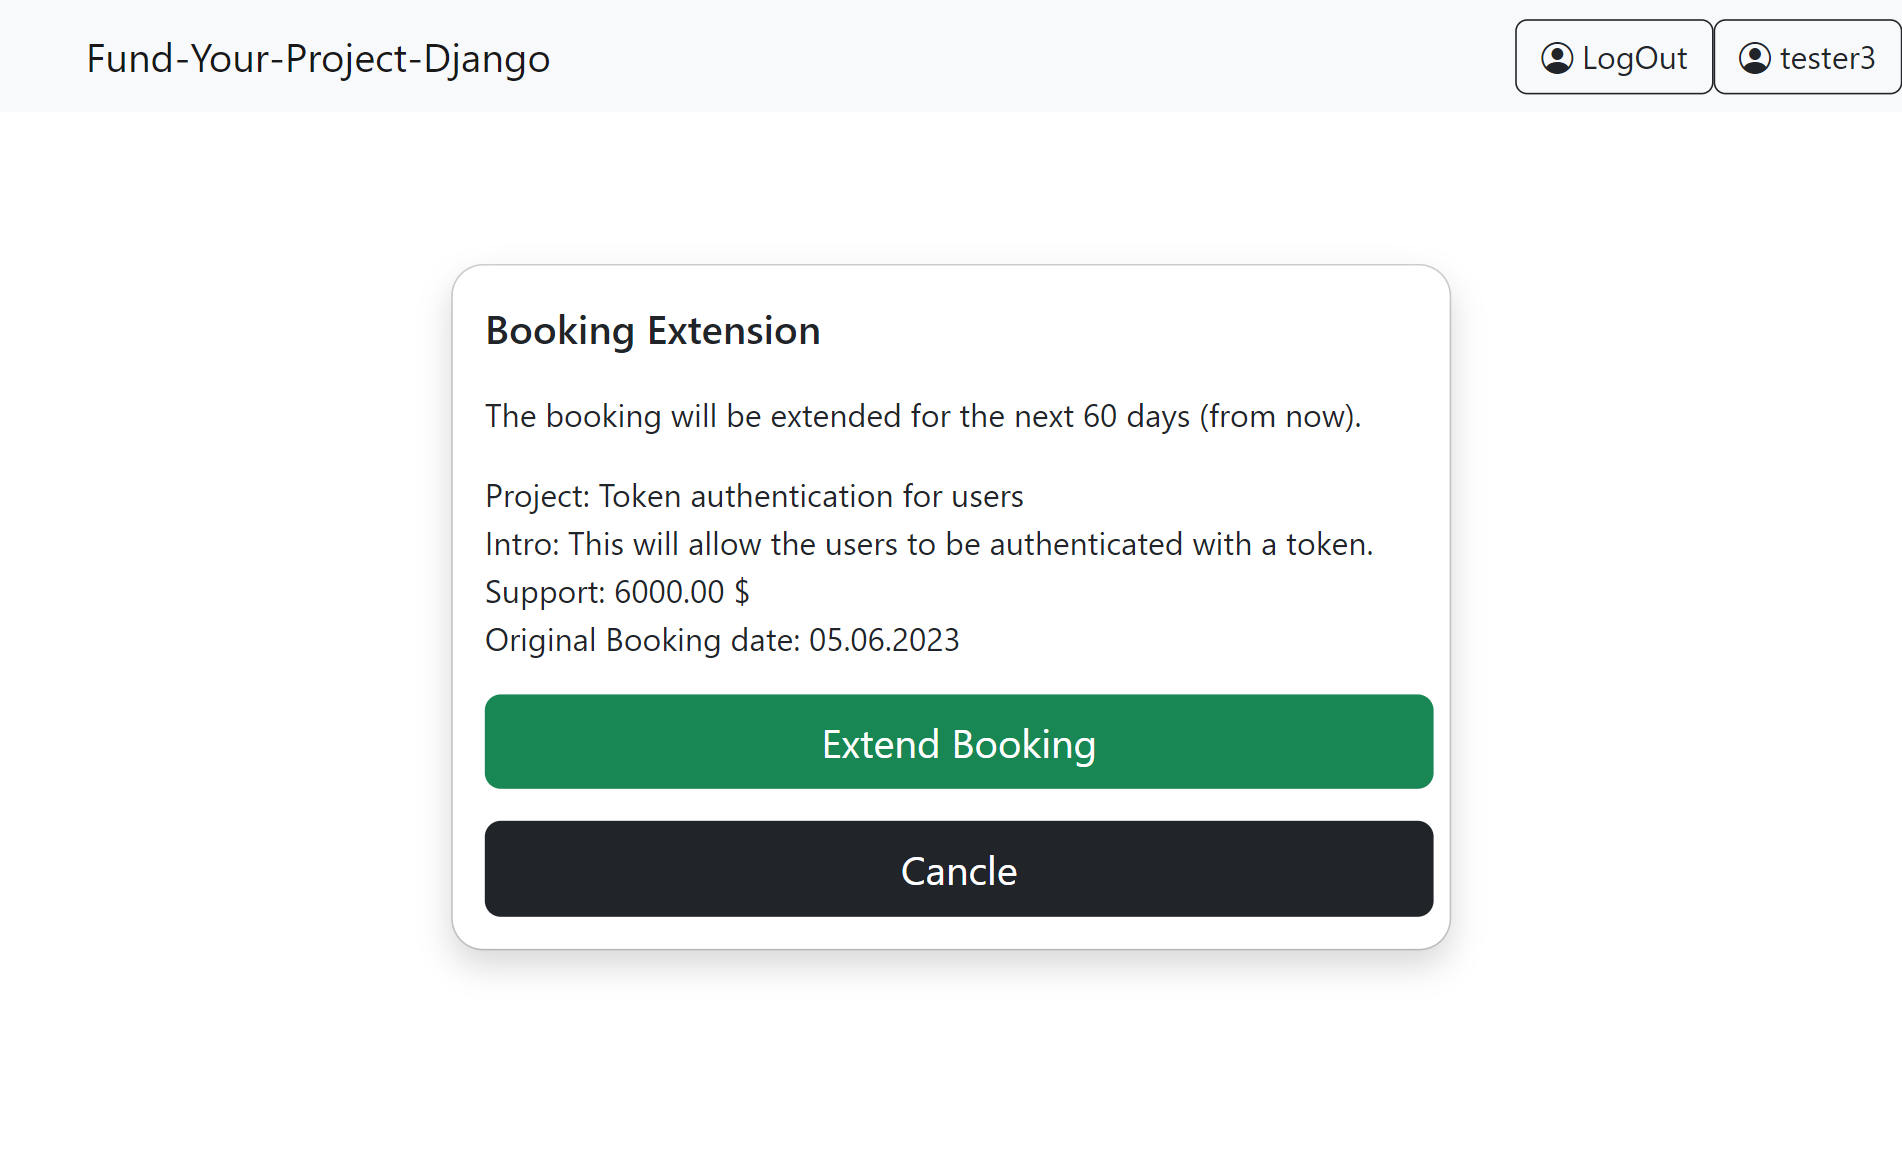 Fund-Your-Project-Django
LogOut
tester3
Booking Extension
The booking will be extended for the next 60 days (from now).
Project: Token authentication for users
Intro: This will allow the users to be authenticated with a token.
Support: 6000.00 $
Original Booking date: 05.06.2023
Extend Booking
Cancle